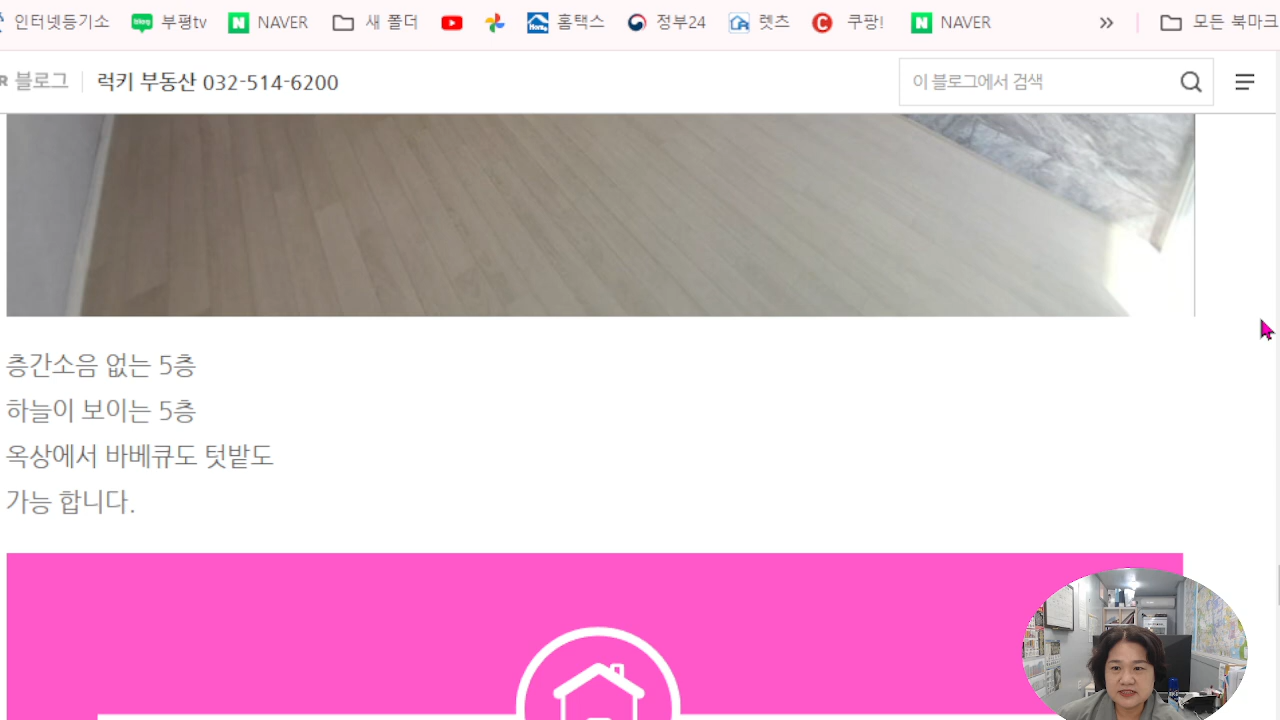 인터넷등기소 blog 부평tv N NAVER 새 폴더 홈택스 정부24 렛츠 C 쿠팡! N NAVER » 모든 북마크
R 블로그 럭키 부동산 032-514-6200 이 블로그에서 검색
층간소음 없는 5층
하늘이 보이는 5층
옥상에서 바베큐도 텃밭도
가능 합니다.